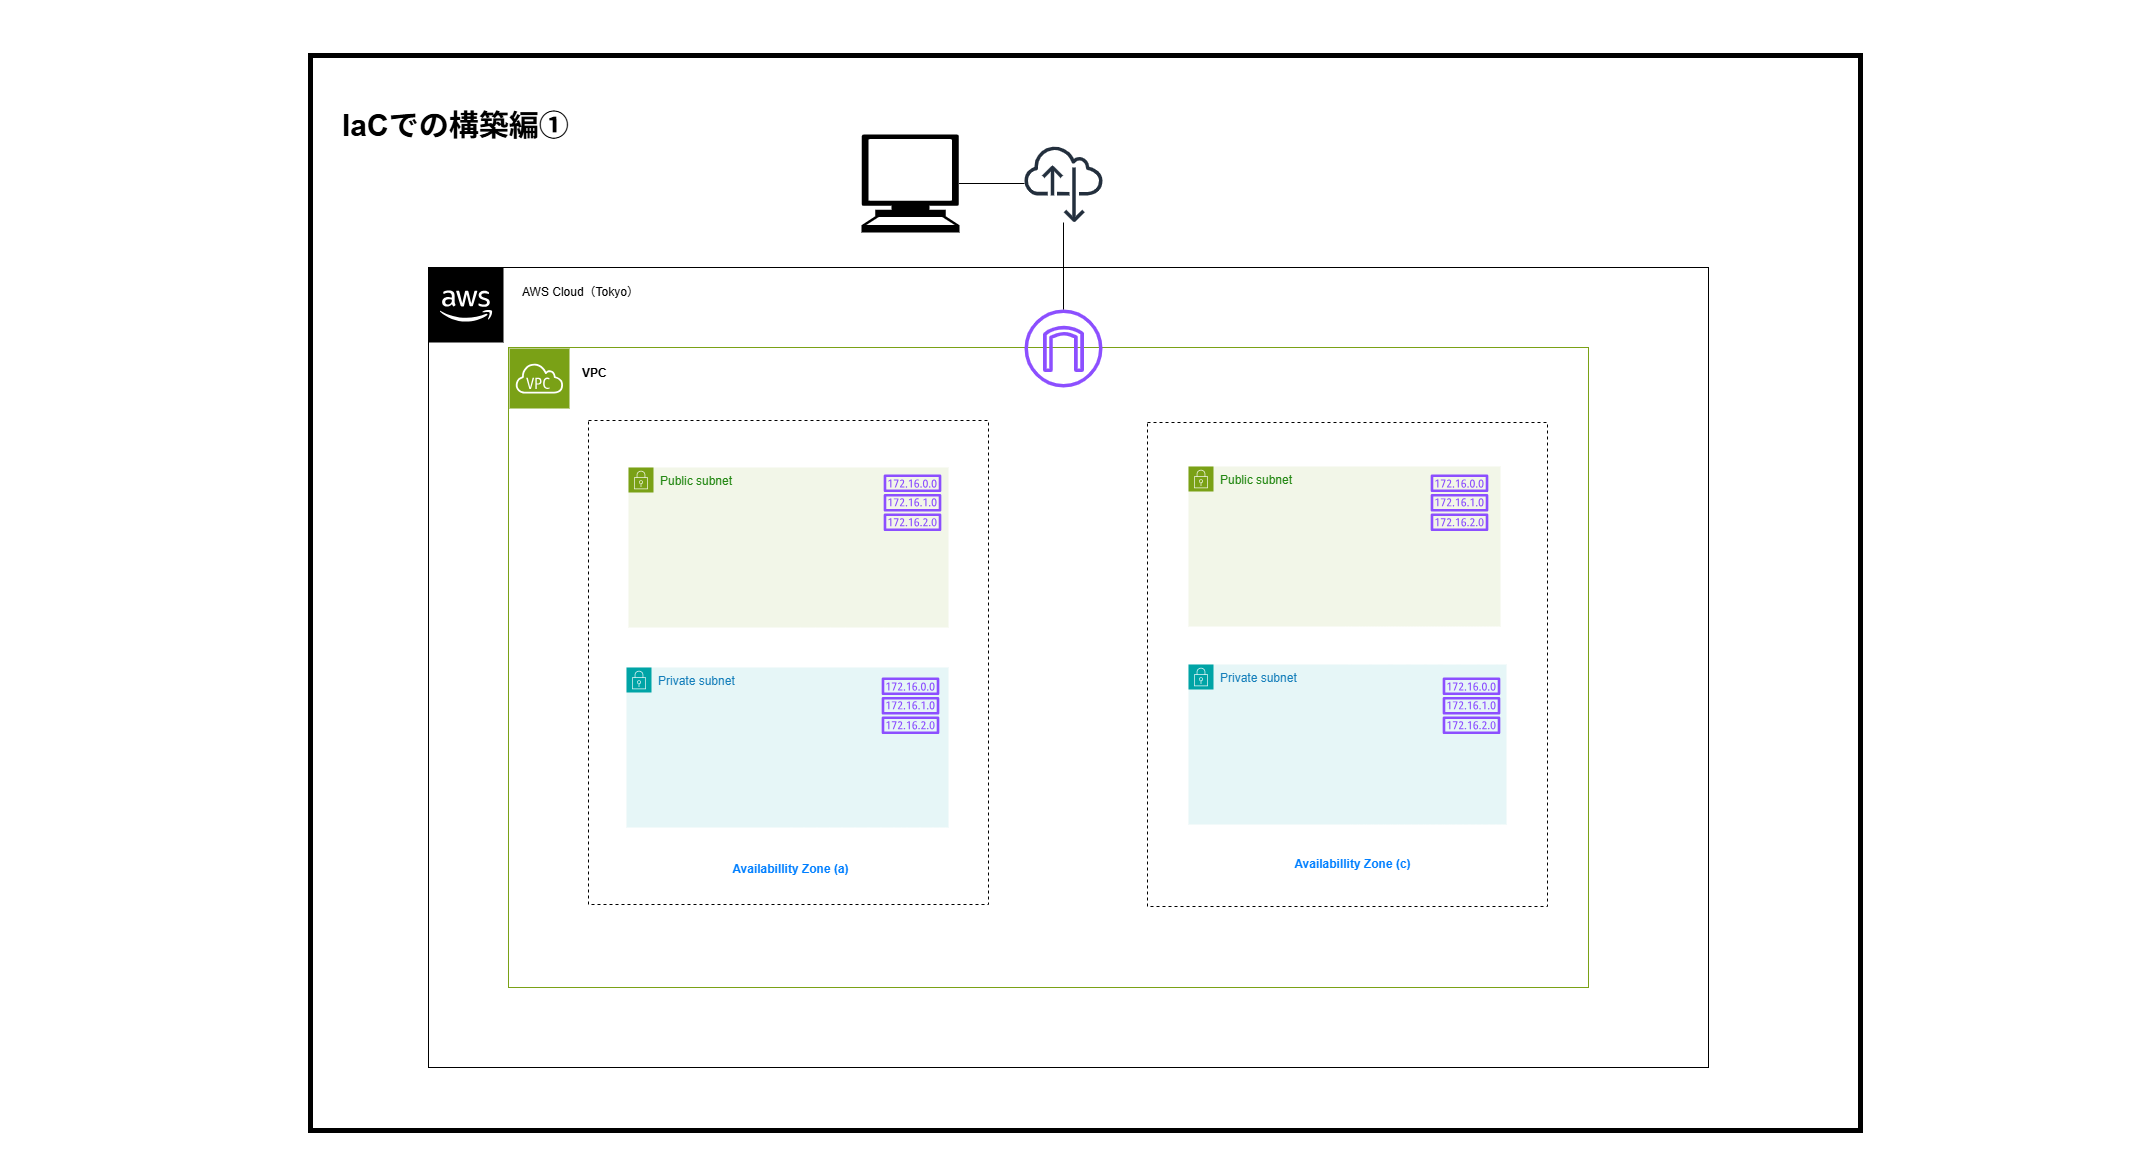 IaCでの構築編①
aws
AWS Cloud（Tokyo）
VPC
VPC
Public subnet
172.16.0.0
172.16.1.0
172.16.2.0
Public subnet
172.16.0.0
172.16.1.0
172.16.2.0
Private subnet
172.16.0.0
172.16.1.0
172.16.2.0
Private subnet
172.16.0.0
172.16.1.0
172.16.2.0
Availabillity Zone (a)
Availabillity Zone (c)